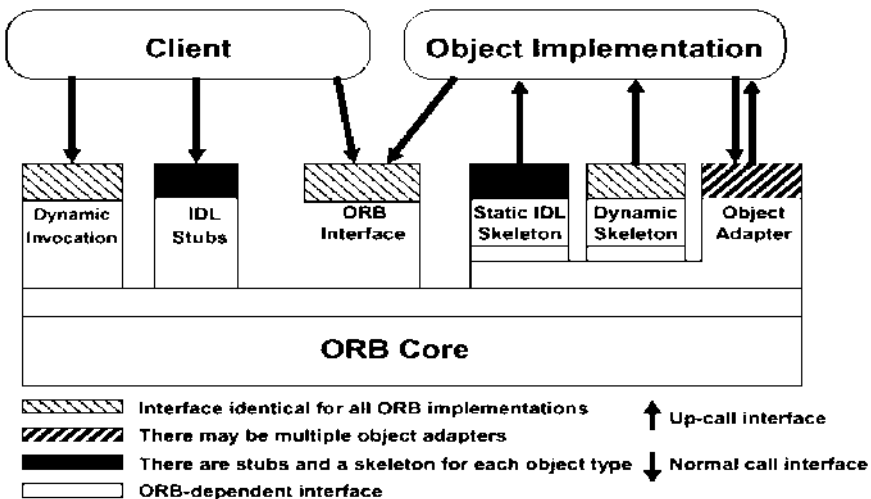 Client
Object Implementation
Dynamic
Invocation
IDL
Stubs
ORB
Interface
Static IDL
Skeleton
Dynamic
Skeleton
Object
Adapter
ORB Core
Interface identical for all ORB implementations
There may be multiple object adapters
There are stubs and a skeleton for each object type
ORB-dependent interface
Up-call interface
Normal call interface